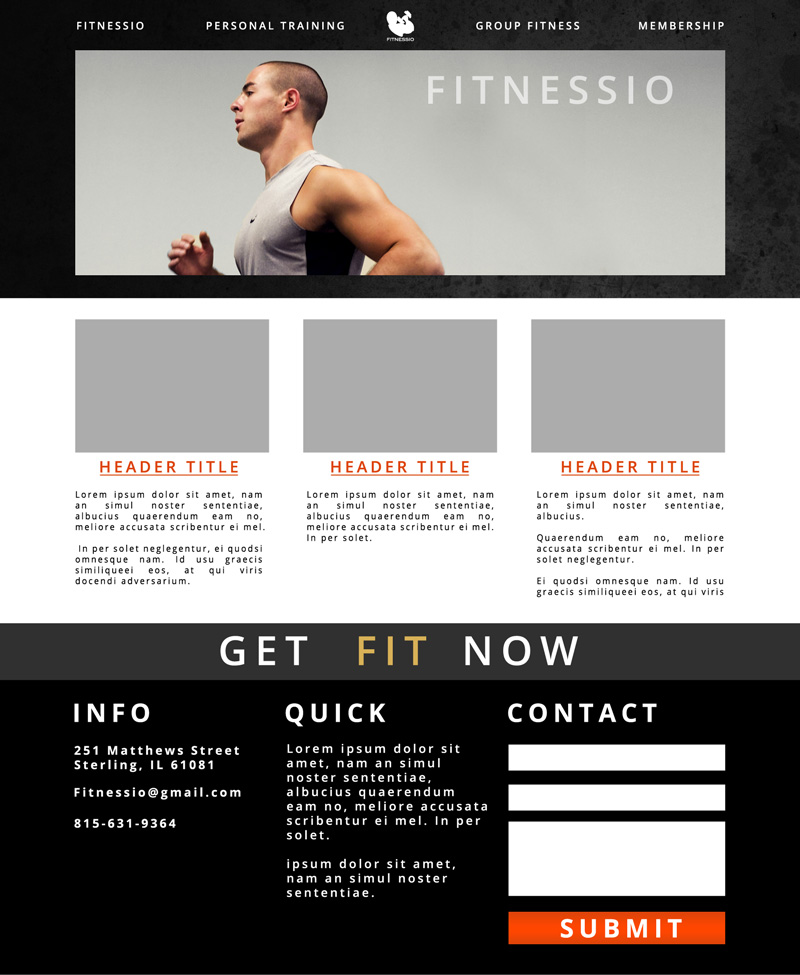 FITNESSIO
PERSONAL TRAINING
FITNESSIO
GROUP FITNESS
MEMBERSHIP
FITNESSIO
HEADER TITLE
Lorem ipsum dolor sit amet, nam
an simul noster sententiae,
albucius quaerendum eam no,
meliore accusata scribentur ei mel.
In per solet neglegentur, ei quodsi
omnesque nam. Id usu graecis
similiqueei eos, at qui viris
docendi adversarium.
HEADER TITLE
Lorem ipsum dolor sit amet, nam
an simul noster sententiae,
albucius quaerendum eam no,
meliore accusata scribentur ei mel.
In per solet.
HEADER TITLE
Lorem ipsum dolor sit amet, nam
an simul noster sententiae,
albucius.
Quaerendum eam no, meliore
accusata scribentur ei mel. In per
solet neglegentur.
Ei quodsi omnesque nam. Id usu
graecis similiqueei eos, at qui viris
GET FIT NOW
INFO
251 Matthews Street
Sterling, IL 61081
Fitnessio@gmail.com
815-631-9364
QUICK
Lorem ipsum dolor sit
amet, nam an simul
noster sententiae,
albucius quaerendum
eam no, meliore accusata
scribentur ei mel. In per
solet.
ipsum dolor sit amet,
nam an simul noster
sententiae.
CONTACT
SUBMIT